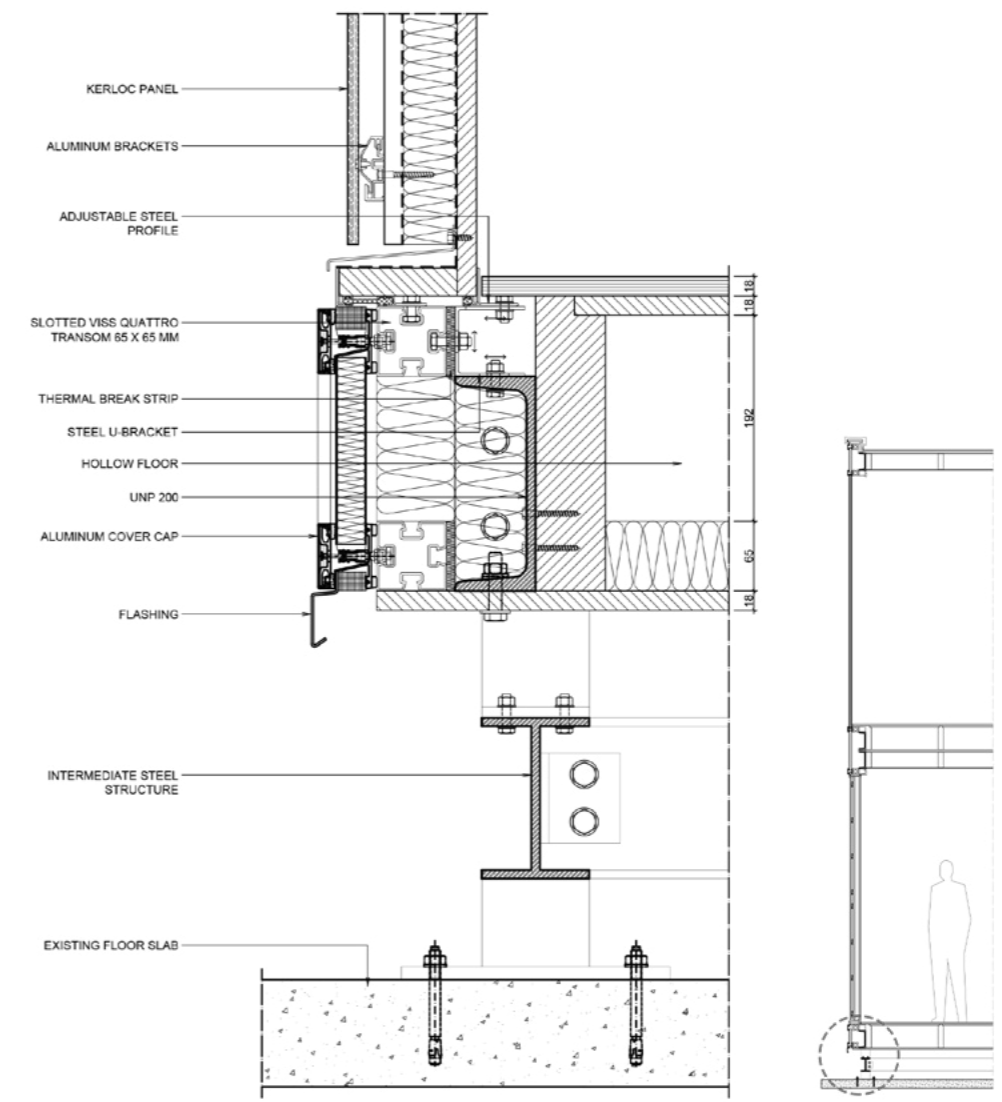 KERLOC PANEL
ALUMINUM BRACKETS
ADJUSTABLE STEEL
PROFILE
SLOTTED VISS QUATTRO
TRANSOM 65 X 65 MM
THERMAL BREAK STRIP
STEEL U-BRACKET
HOLLOW FLOOR
UNP 200
ALUMINUM COVER CAP
FLASHING
INTERMEDIATE STEEL
STRUCTURE
EXISTING FLOOR SLAB
18
18
192
65
18